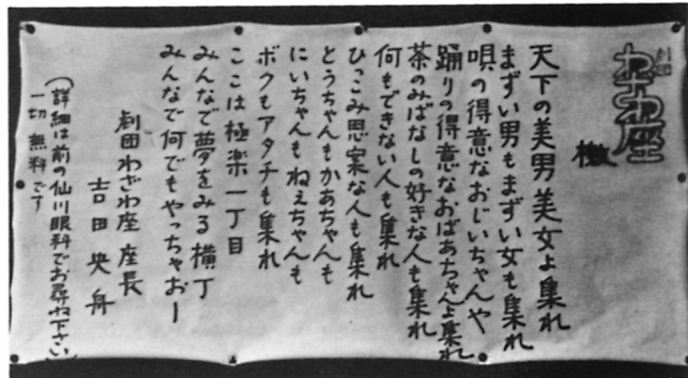 劇団
わざわ座
檄
天下の美男美女よ集れ
まずい男もまずい女も集れ
唄の得意なおじいちゃんや
踊りの得意なおばあちゃんよ集れ
茶のみばなしの好きな人も集れ
何もできない人も集れ
ひっこみ思案な人も集れ
とうちゃんもかあちゃんも
にいちゃんもねえちゃんも
ボクもアタチも集れ
ここは極楽一丁目
みんなで夢をみる横丁
みんなで何でもやっちゃおー
劇団わざわ座 座長
吉田央舟
(詳細は前の仙川眼科でお尋ね下さい)
一切無料です